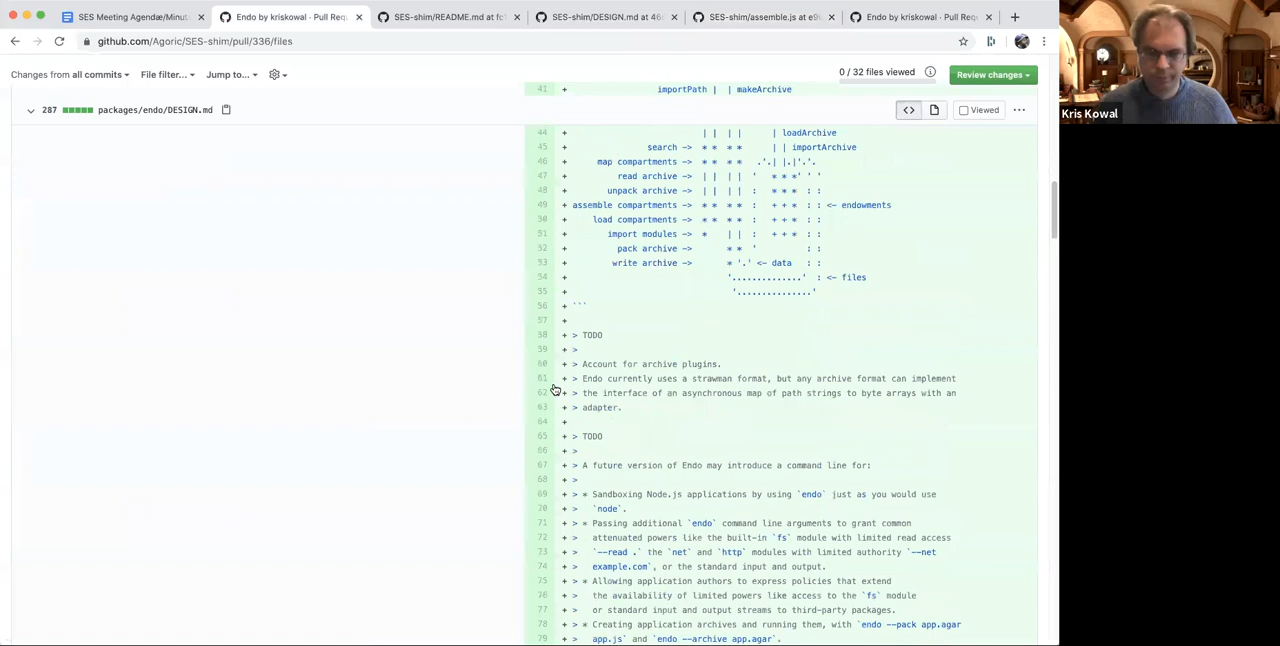 SES Meeting Agendæ/Minut
Endo by kriskowal · Pull Req
SES-shim/README.md at fc
SES-shim/DESIGN.md at 46
SES-shim/assemble.js at e9
Endo by kriskowal · Pull Req
github.com/Agoric/SES-shim/pull/336/files
Changes from all commits
File filter...
Jump to...
0 / 32 files viewed
Review changes
41 + importPath | | makeArchive
287 packages/endo/DESIGN.md
Viewed
44 + | | | | | loadArchive
45 + search -> * * * * | | importArchive
46 + map compartments -> * * * * .'.| |.|'.'.
47 + read archive -> | | | | ' * * *' ' '
48 + unpack archive -> | | | | : * * * : :
49 + assemble compartments -> * * * * : + + * : : <- endowments
50 + load compartments -> * * * * : + + * : :
51 + import modules -> * | | : + + * : :
52 + pack archive -> * * ' : :
53 + write archive -> * '.' <- data : :
54 + '..............' : <- files
55 + '...............'
56 + ```
57 +
58 + > TODO
59 + >
60 + > Account for archive plugins.
61 + > Endo currently uses a strawman format, but any archive format can implement
62 + > the interface of an asynchronous map of path strings to byte arrays with an
63 + > adapter.
64 +
65 + > TODO
66 + >
67 + > A future version of Endo may introduce a command line for:
68 + >
69 + > * Sandboxing Node.js applications by using `endo` just as you would use
70 + > `node`.
71 + > * Passing additional `endo` command line arguments to grant common
72 + > attenuated powers like the built-in `fs` module with limited read access
73 + > `--read .` the `net` and `http` modules with limited authority `--net
74 + > example.com`, or the standard input and output.
75 + > * Allowing application authors to express policies that extend
76 + > the availability of limited powers like access to the `fs` module
77 + > or standard input and output streams to third-party packages.
78 + > * Creating application archives and running them, with `endo --pack app.agar
79 + > app.js` and `endo --archive app.agar`.
Kris Kowal